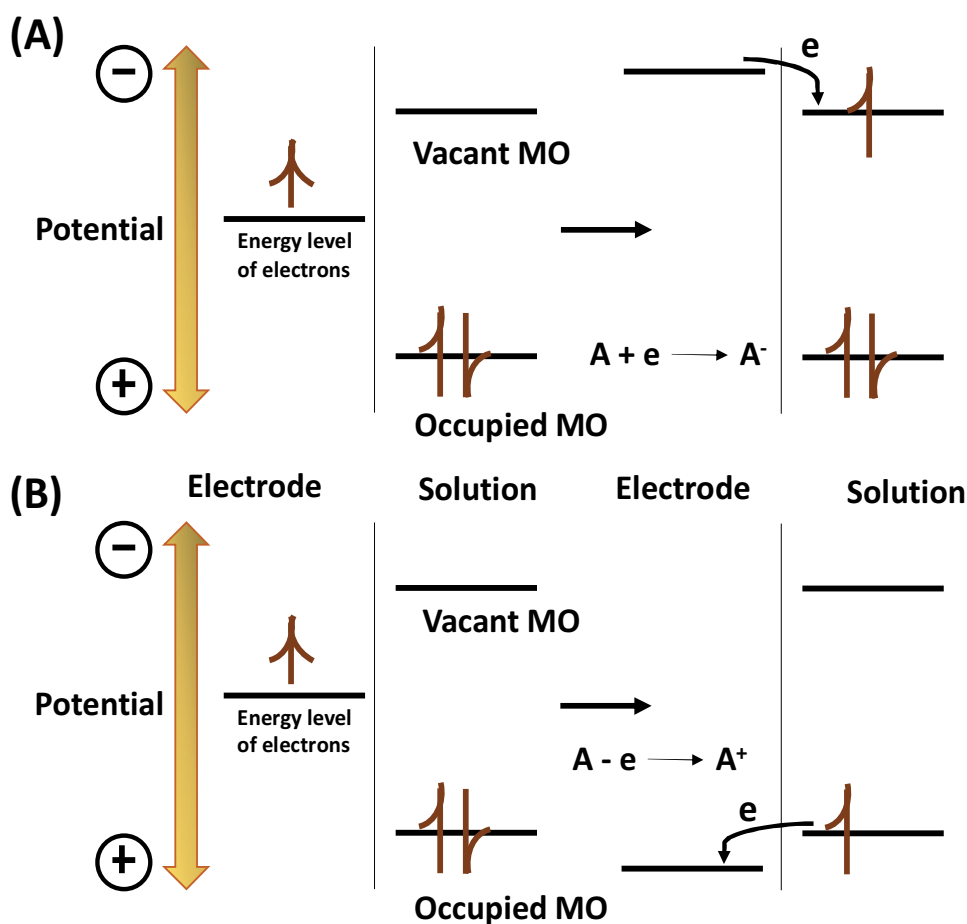 (A)
−
e
Vacant MO
Potential
Energy level
of electrons
A + e ⟶ A⁻
+
Occupied MO
Electrode
Solution
Electrode
Solution
(B)
−
Vacant MO
Potential
Energy level
of electrons
A - e ⟶ A⁺
e
+
Occupied MO